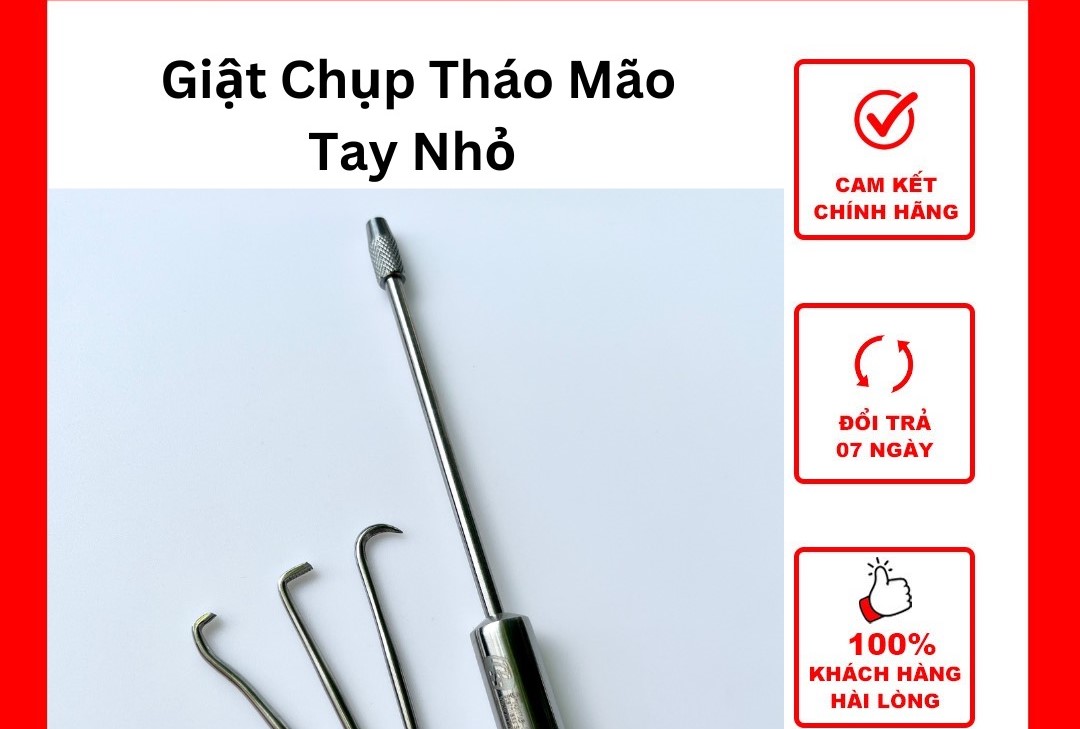 Giật Chụp Tháo Mão
Tay Nhỏ
CAM KẾT
CHÍNH HÃNG
ĐỔI TRẢ
07 NGÀY
100%
KHÁCH HÀNG
HÀI LÒNG